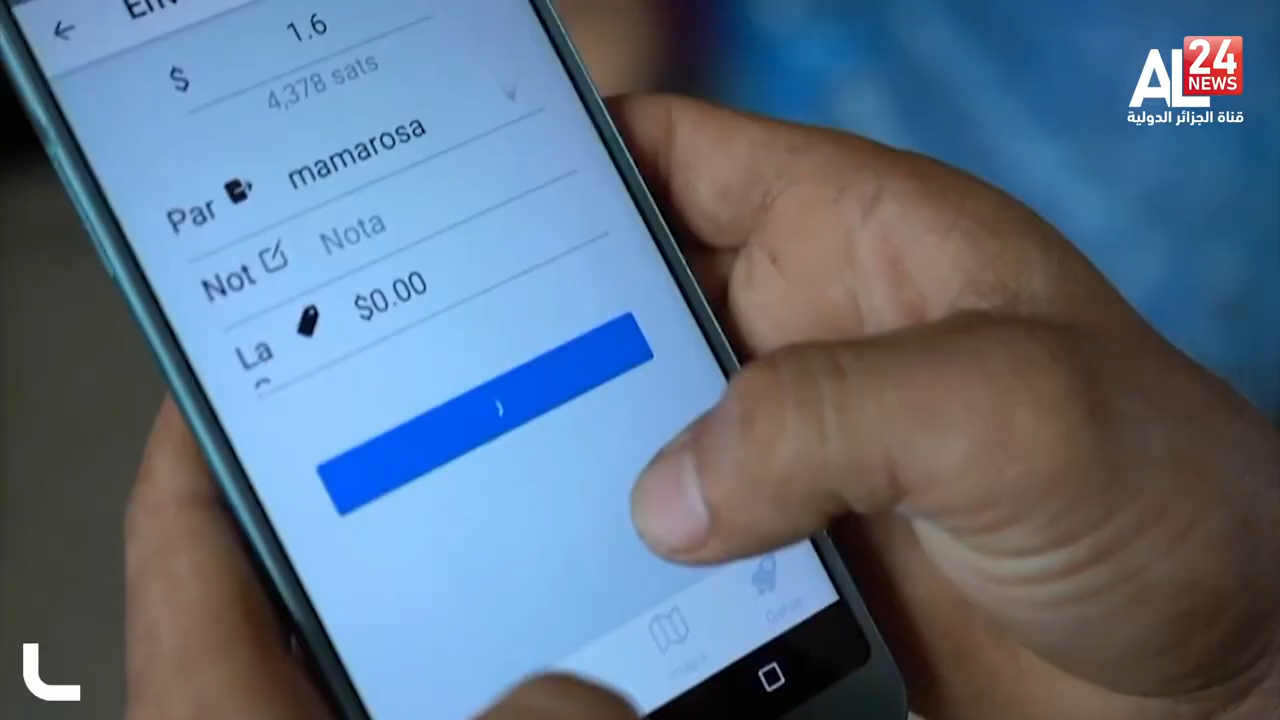 1.6
$
4,378 sats
Par mamarosa
Not Nota
La $0.00
AL 24 NEWS
قناة الجزائر الدولية